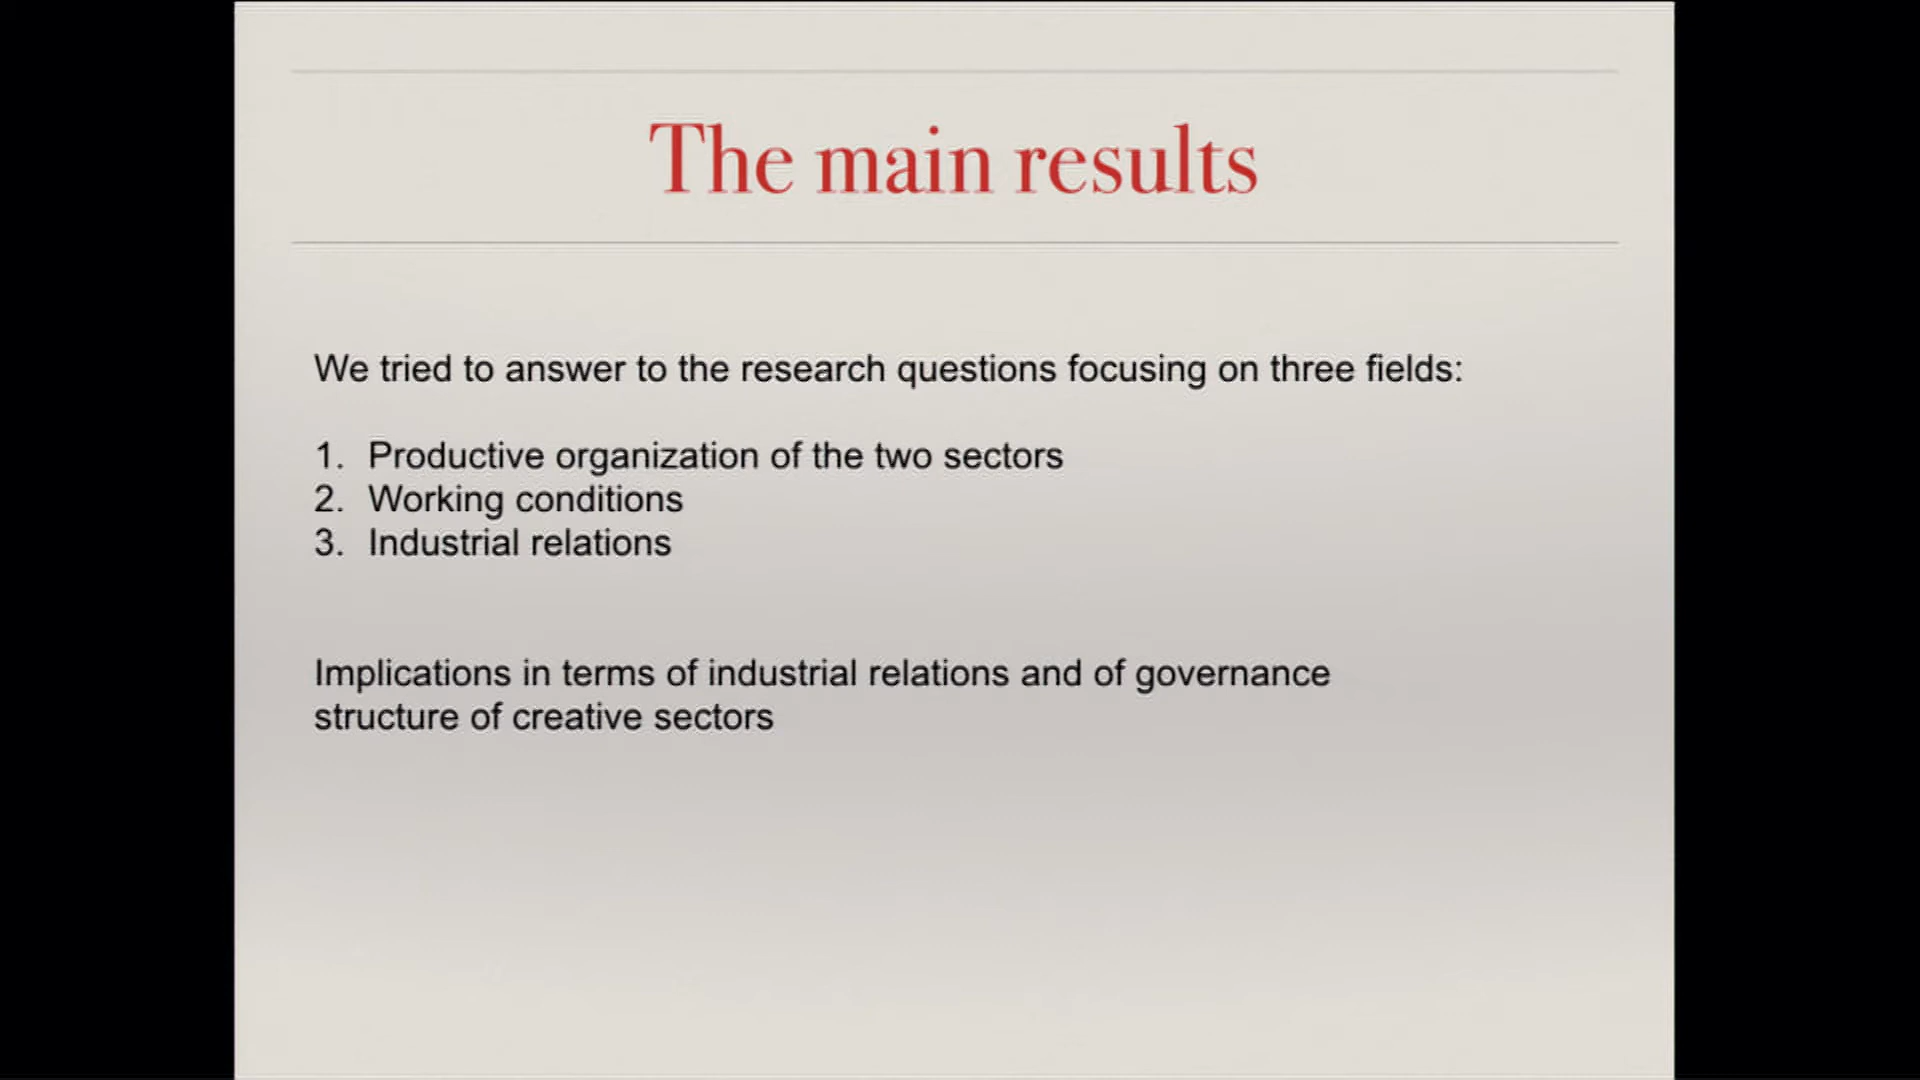 The main results
We tried to answer to the research questions focusing on three fields:
1. Productive organization of the two sectors
2. Working conditions
3. Industrial relations
Implications in terms of industrial relations and of governance
structure of creative sectors